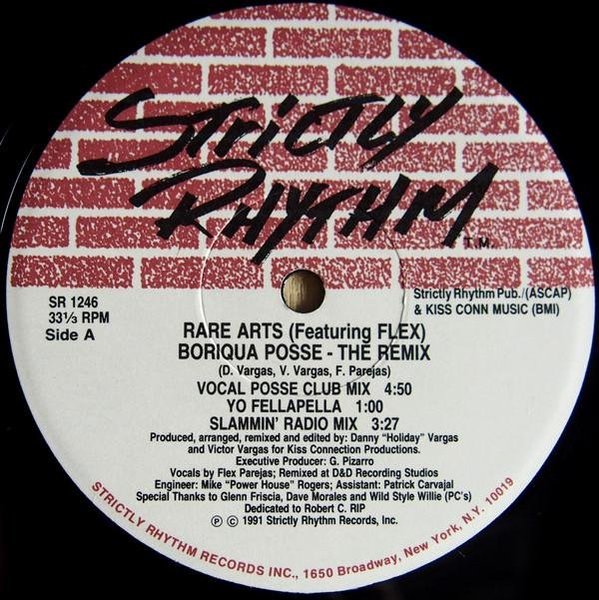 Strictly
Rhythm
T.M.
SR 1246
33⅓ RPM
Side A
Strictly Rhythm Pub./(ASCAP)
& KISS CONN MUSIC (BMI)
RARE ARTS (Featuring FLEX)
BORIQUA POSSE - THE REMIX
(D. Vargas, V. Vargas, F. Parejas)
VOCAL POSSE CLUB MIX 4:50
YO FELLAPELLA 1:00
SLAMMIN' RADIO MIX 3:27
Produced, arranged, remixed and edited by: Danny "Holiday" Vargas
and Victor Vargas for Kiss Connection Productions.
Executive Producer: G. Pizarro
Vocals by Flex Parejas; Remixed at D&D Recording Studios
Engineer: Mike "Power House" Rogers; Assistant: Patrick Carvajal
Special Thanks to Glenn Friscia, Dave Morales and Wild Style Willie (PC's)
Dedicated to Robert C. RIP
℗ © 1991 Strictly Rhythm Records, Inc.
STRICTLY RHYTHM RECORDS INC., 1650 Broadway, New York, N.Y. 10019